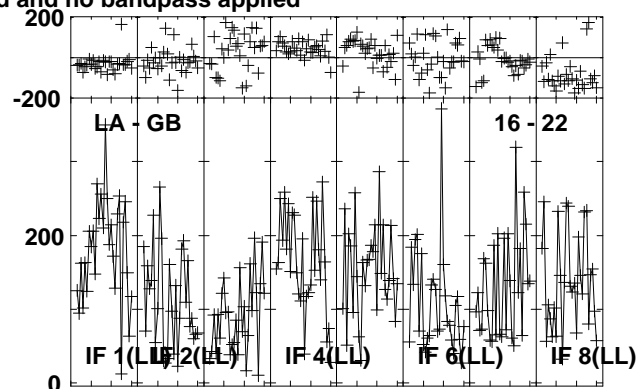 d and no bandpass applied
200
-200
LA - GB 16 - 22
200
IF 1(LL) IF 2(LL) IF 4(LL) IF 6(LL) IF 8(LL)
0